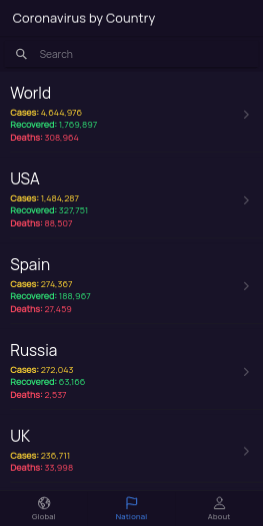 Coronavirus by Country
Search
World
Cases: 4,644,976
Recovered: 1,769,897
Deaths: 308,964
USA
Cases: 1,484,287
Recovered: 327,751
Deaths: 88,507
Spain
Cases: 274,367
Recovered: 188,967
Deaths: 27,459
Russia
Cases: 272,043
Recovered: 63,166
Deaths: 2,537
UK
Cases: 236,711
Deaths: 33,998
Global
National
About